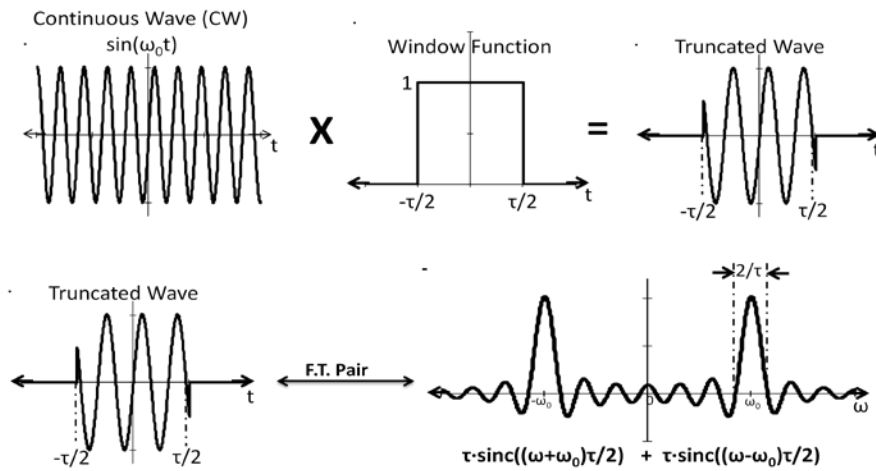 Continuous Wave (CW)
sin(ω₀t)
Window Function
Truncated Wave
1
X
=
t
-τ/2
τ/2
t
-τ/2
τ/2
t
Truncated Wave
F.T. Pair
2/τ
-τ/2
τ/2
t
-ω₀
0
ω₀
ω
τ·sinc((ω+ω₀)τ/2) + τ·sinc((ω-ω₀)τ/2)